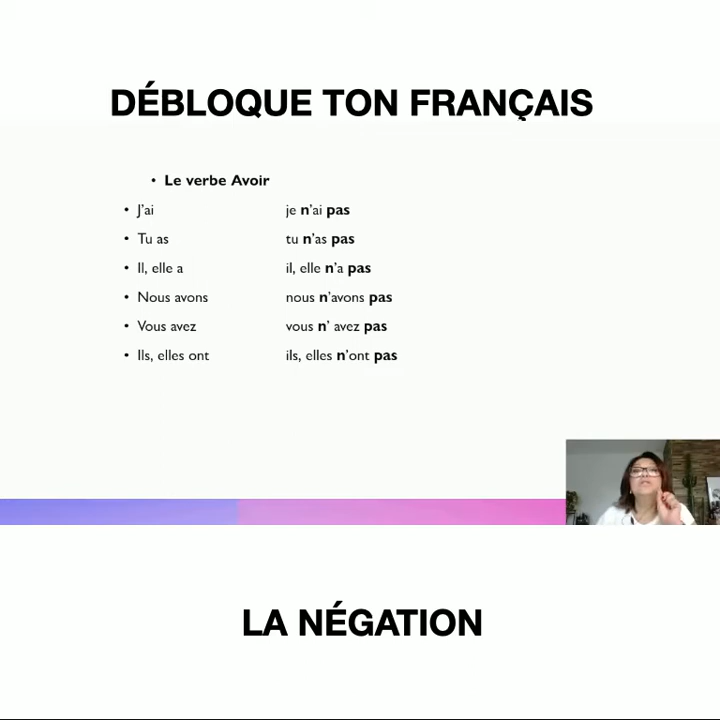 DÉBLOQUE TON FRANÇAIS
• Le verbe Avoir
• J'ai je n'ai pas
• Tu as tu n'as pas
• Il, elle a il, elle n'a pas
• Nous avons nous n'avons pas
• Vous avez vous n' avez pas
• Ils, elles ont ils, elles n'ont pas
LA NÉGATION